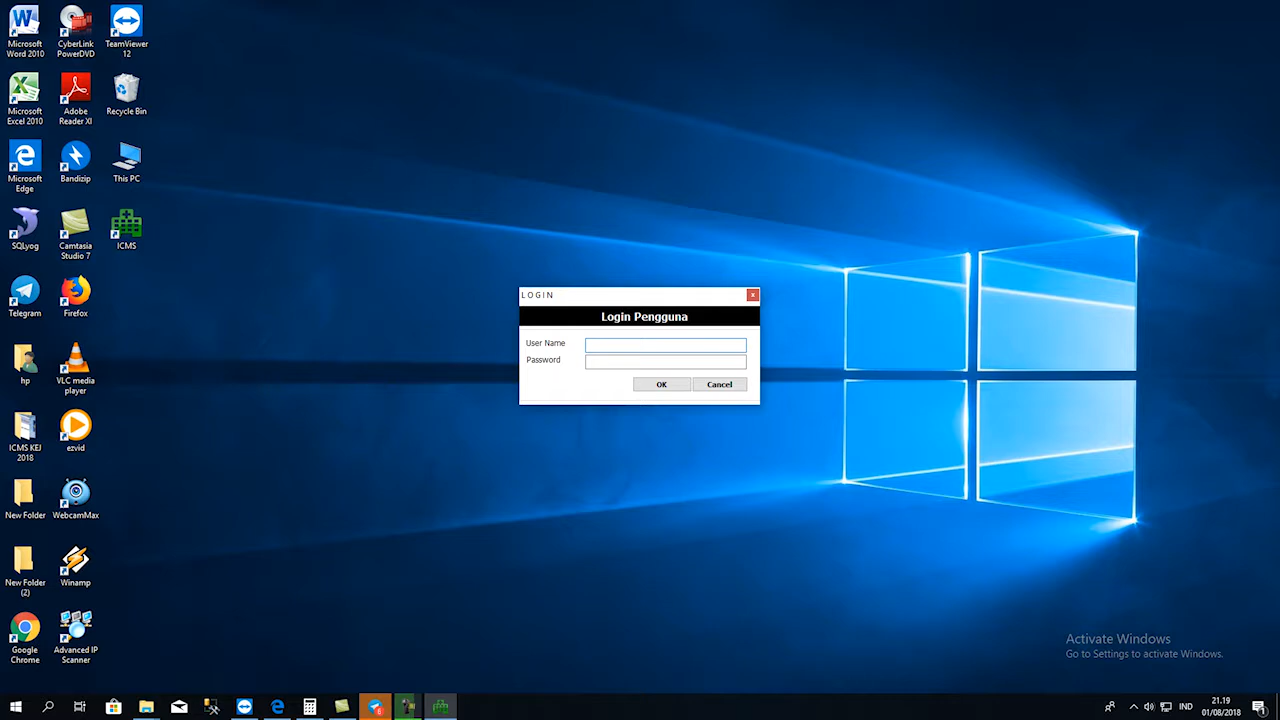 Microsoft Word 2010
CyberLink PowerDVD
TeamViewer 12
Microsoft Excel 2010
Adobe Reader XI
Recycle Bin
Microsoft Edge
Bandizip
This PC
SQLyog
Camtasia Studio 7
ICMS
Telegram
Firefox
hp
VLC media player
ICMS KEJ 2018
ezvid
New Folder
WebcamMax
New Folder (2)
Winamp
Google Chrome
Advanced IP Scanner
LOGIN
Login Pengguna
User Name
Password
OK
Cancel
Activate Windows
Go to Settings to activate Windows.
IND
21.19
01/08/2018